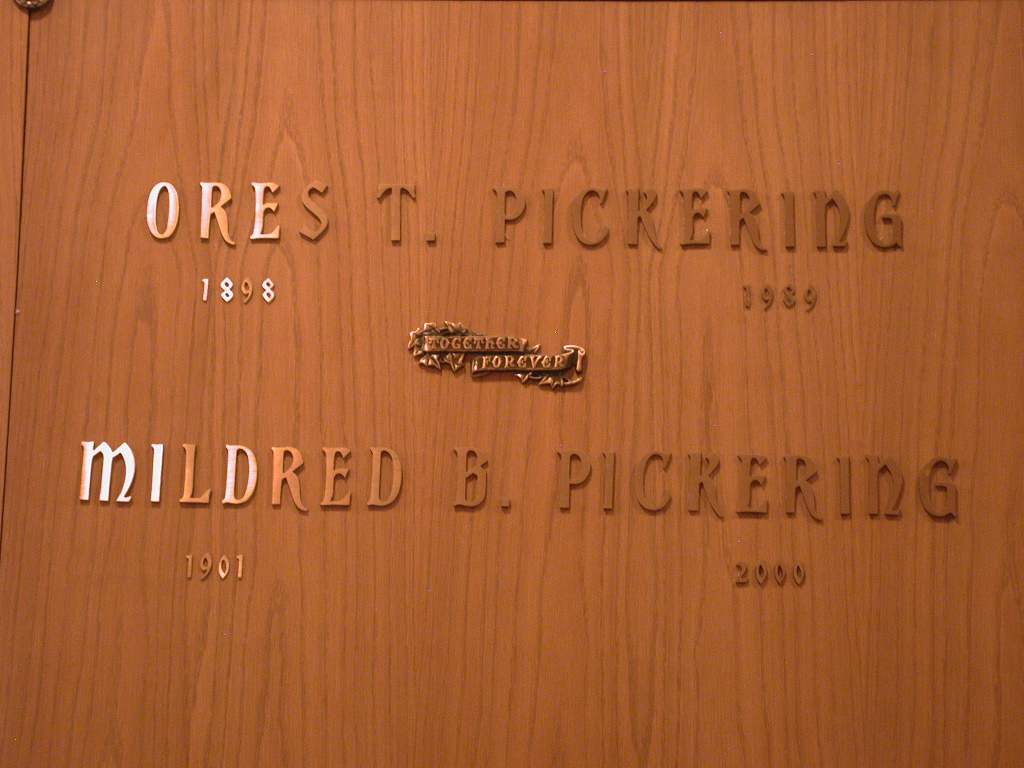 ORES T. PICKERING
1898 1989
TOGETHER
FOREVER
MILDRED B. PICKERING
1901 2000